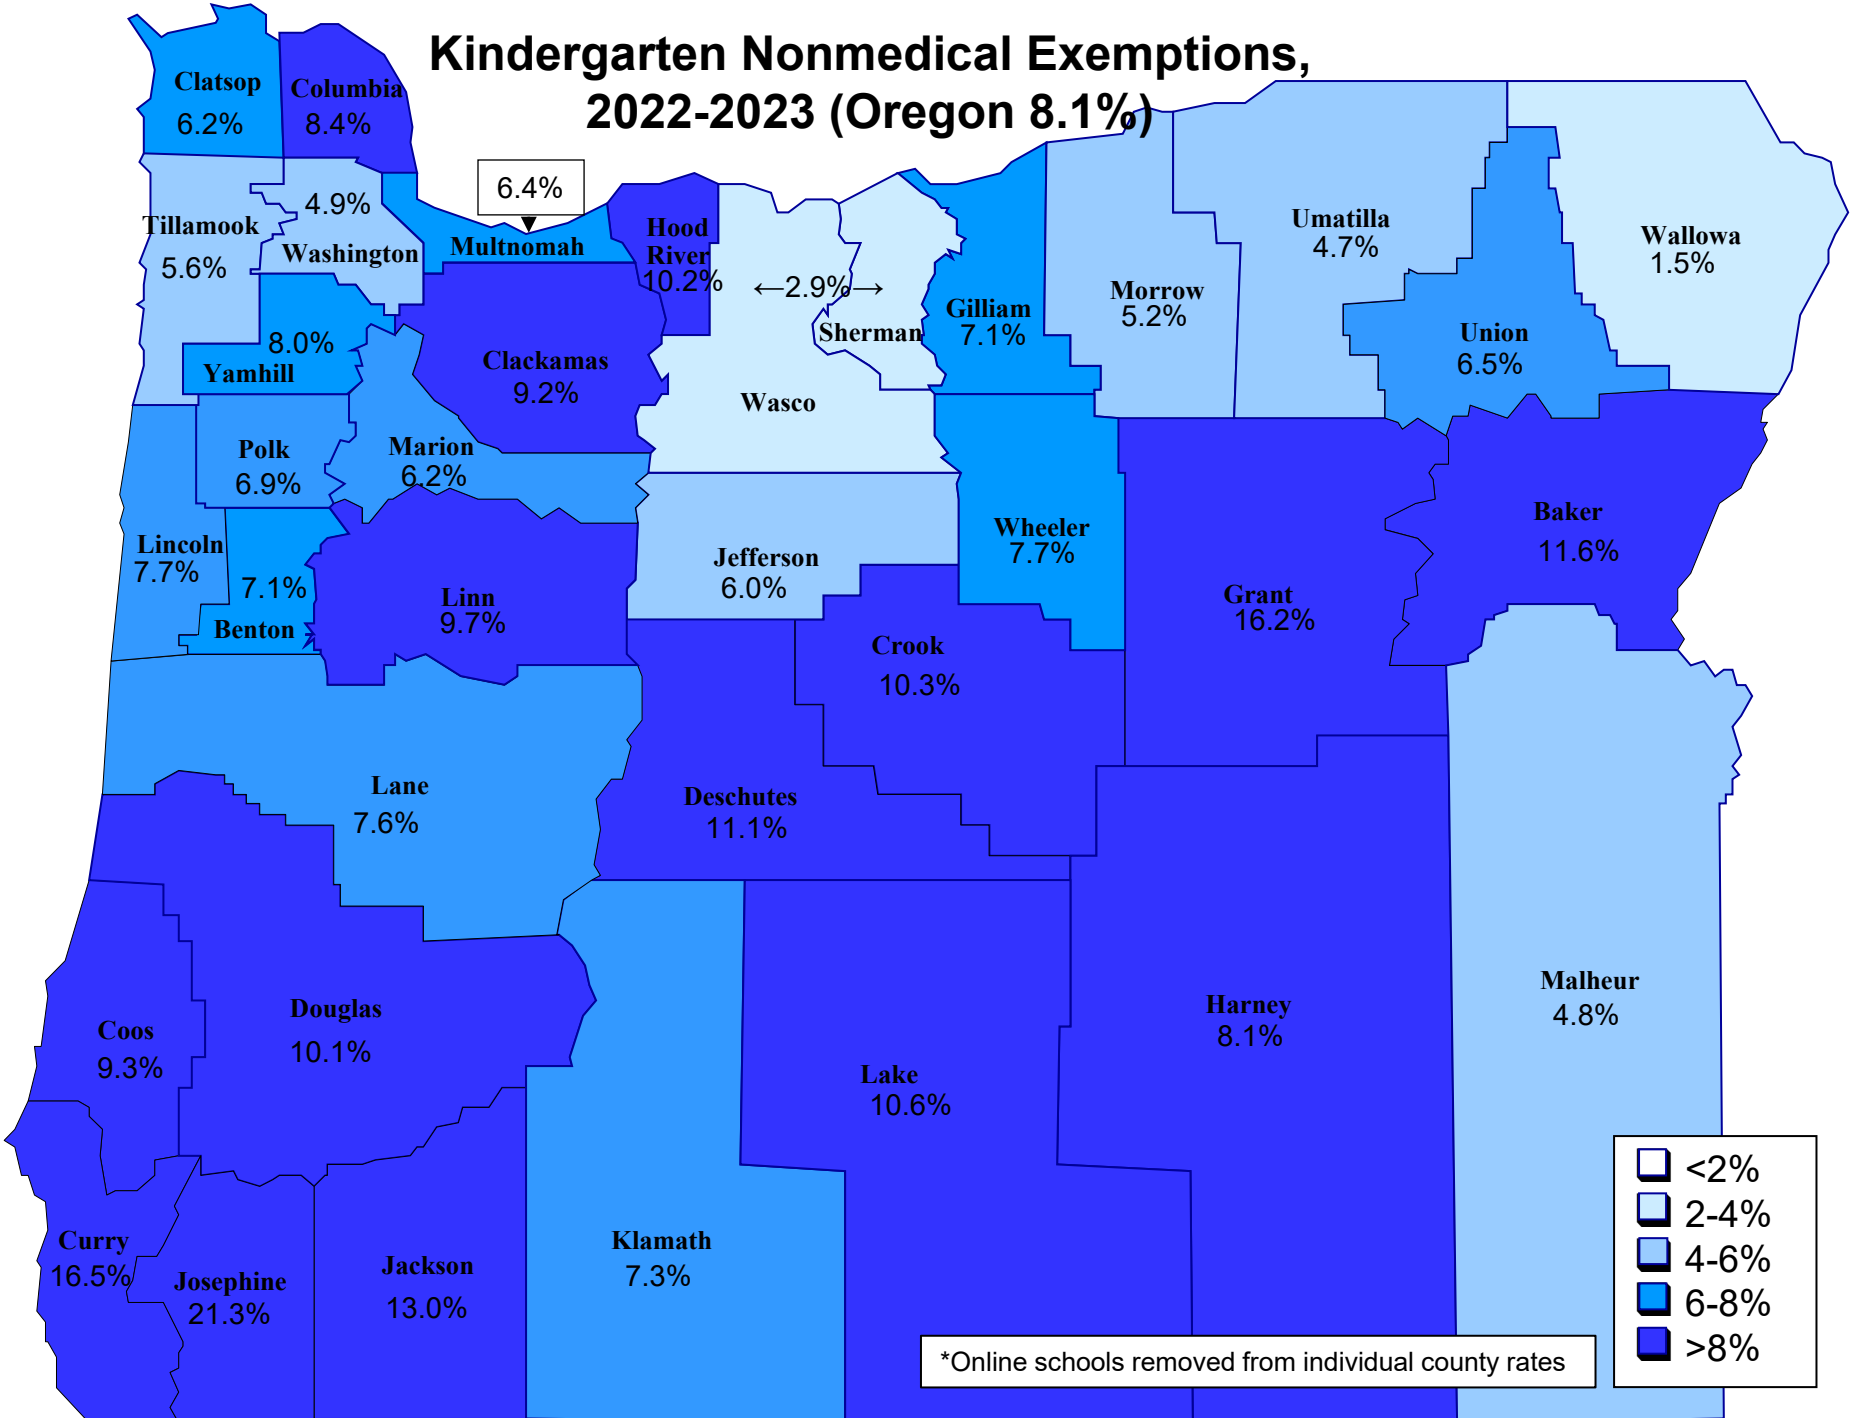 Kindergarten Nonmedical Exemptions,
2022-2023 (Oregon 8.1%)
Clatsop
6.2%
Columbia
8.4%
6.4%
4.9%
Washington
Tillamook
5.6%
Multnomah
Hood
River
10.2%
←2.9%→
Sherman
Gilliam
7.1%
Morrow
5.2%
Umatilla
4.7%
Wallowa
1.5%
Union
6.5%
8.0%
Yamhill
Clackamas
9.2%
Wasco
Polk
6.9%
Marion
6.2%
Lincoln
7.7%
7.1%
Benton
Linn
9.7%
Jefferson
6.0%
Wheeler
7.7%
Grant
16.2%
Baker
11.6%
Crook
10.3%
Lane
7.6%
Deschutes
11.1%
Coos
9.3%
Douglas
10.1%
Lake
10.6%
Harney
8.1%
Malheur
4.8%
Curry
16.5%
Josephine
21.3%
Jackson
13.0%
Klamath
7.3%
<2%
2-4%
4-6%
6-8%
>8%
*Online schools removed from individual county rates